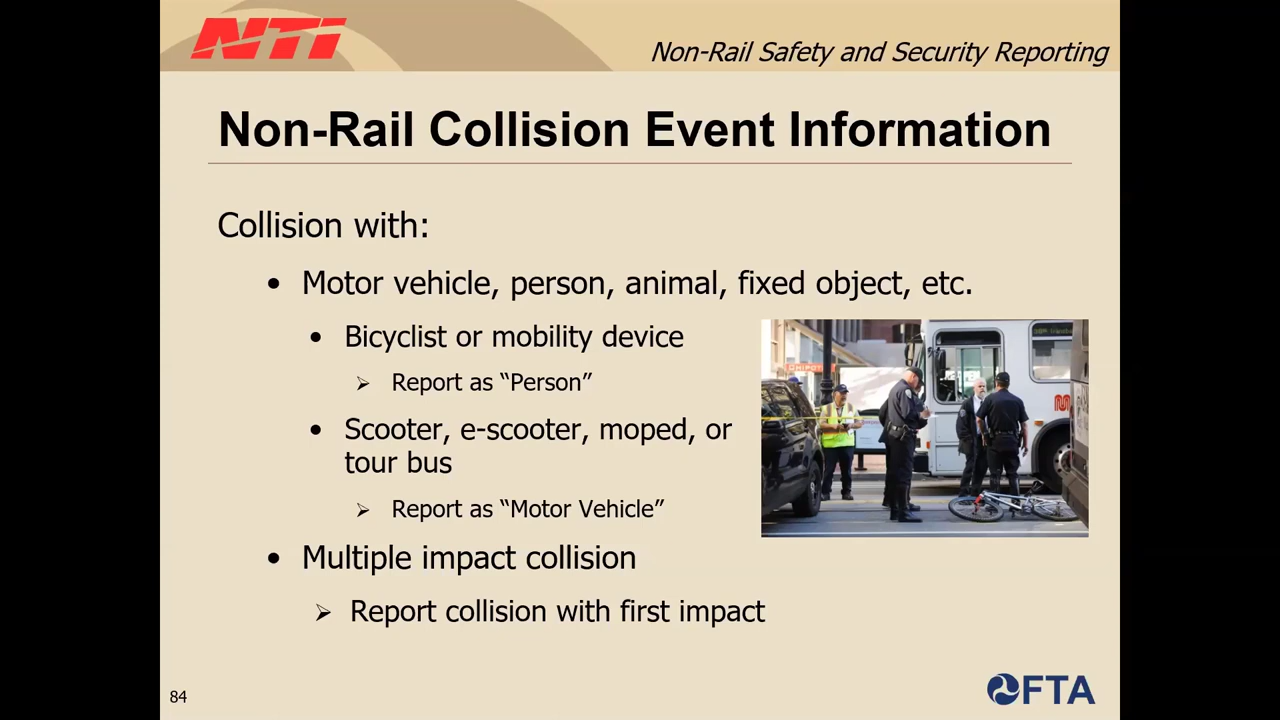 NTI
Non-Rail Safety and Security Reporting
Non-Rail Collision Event Information
Collision with:
• Motor vehicle, person, animal, fixed object, etc.
• Bicyclist or mobility device
➢ Report as “Person”
• Scooter, e-scooter, moped, or
tour bus
➢ Report as “Motor Vehicle”
• Multiple impact collision
➢ Report collision with first impact
84
FTA